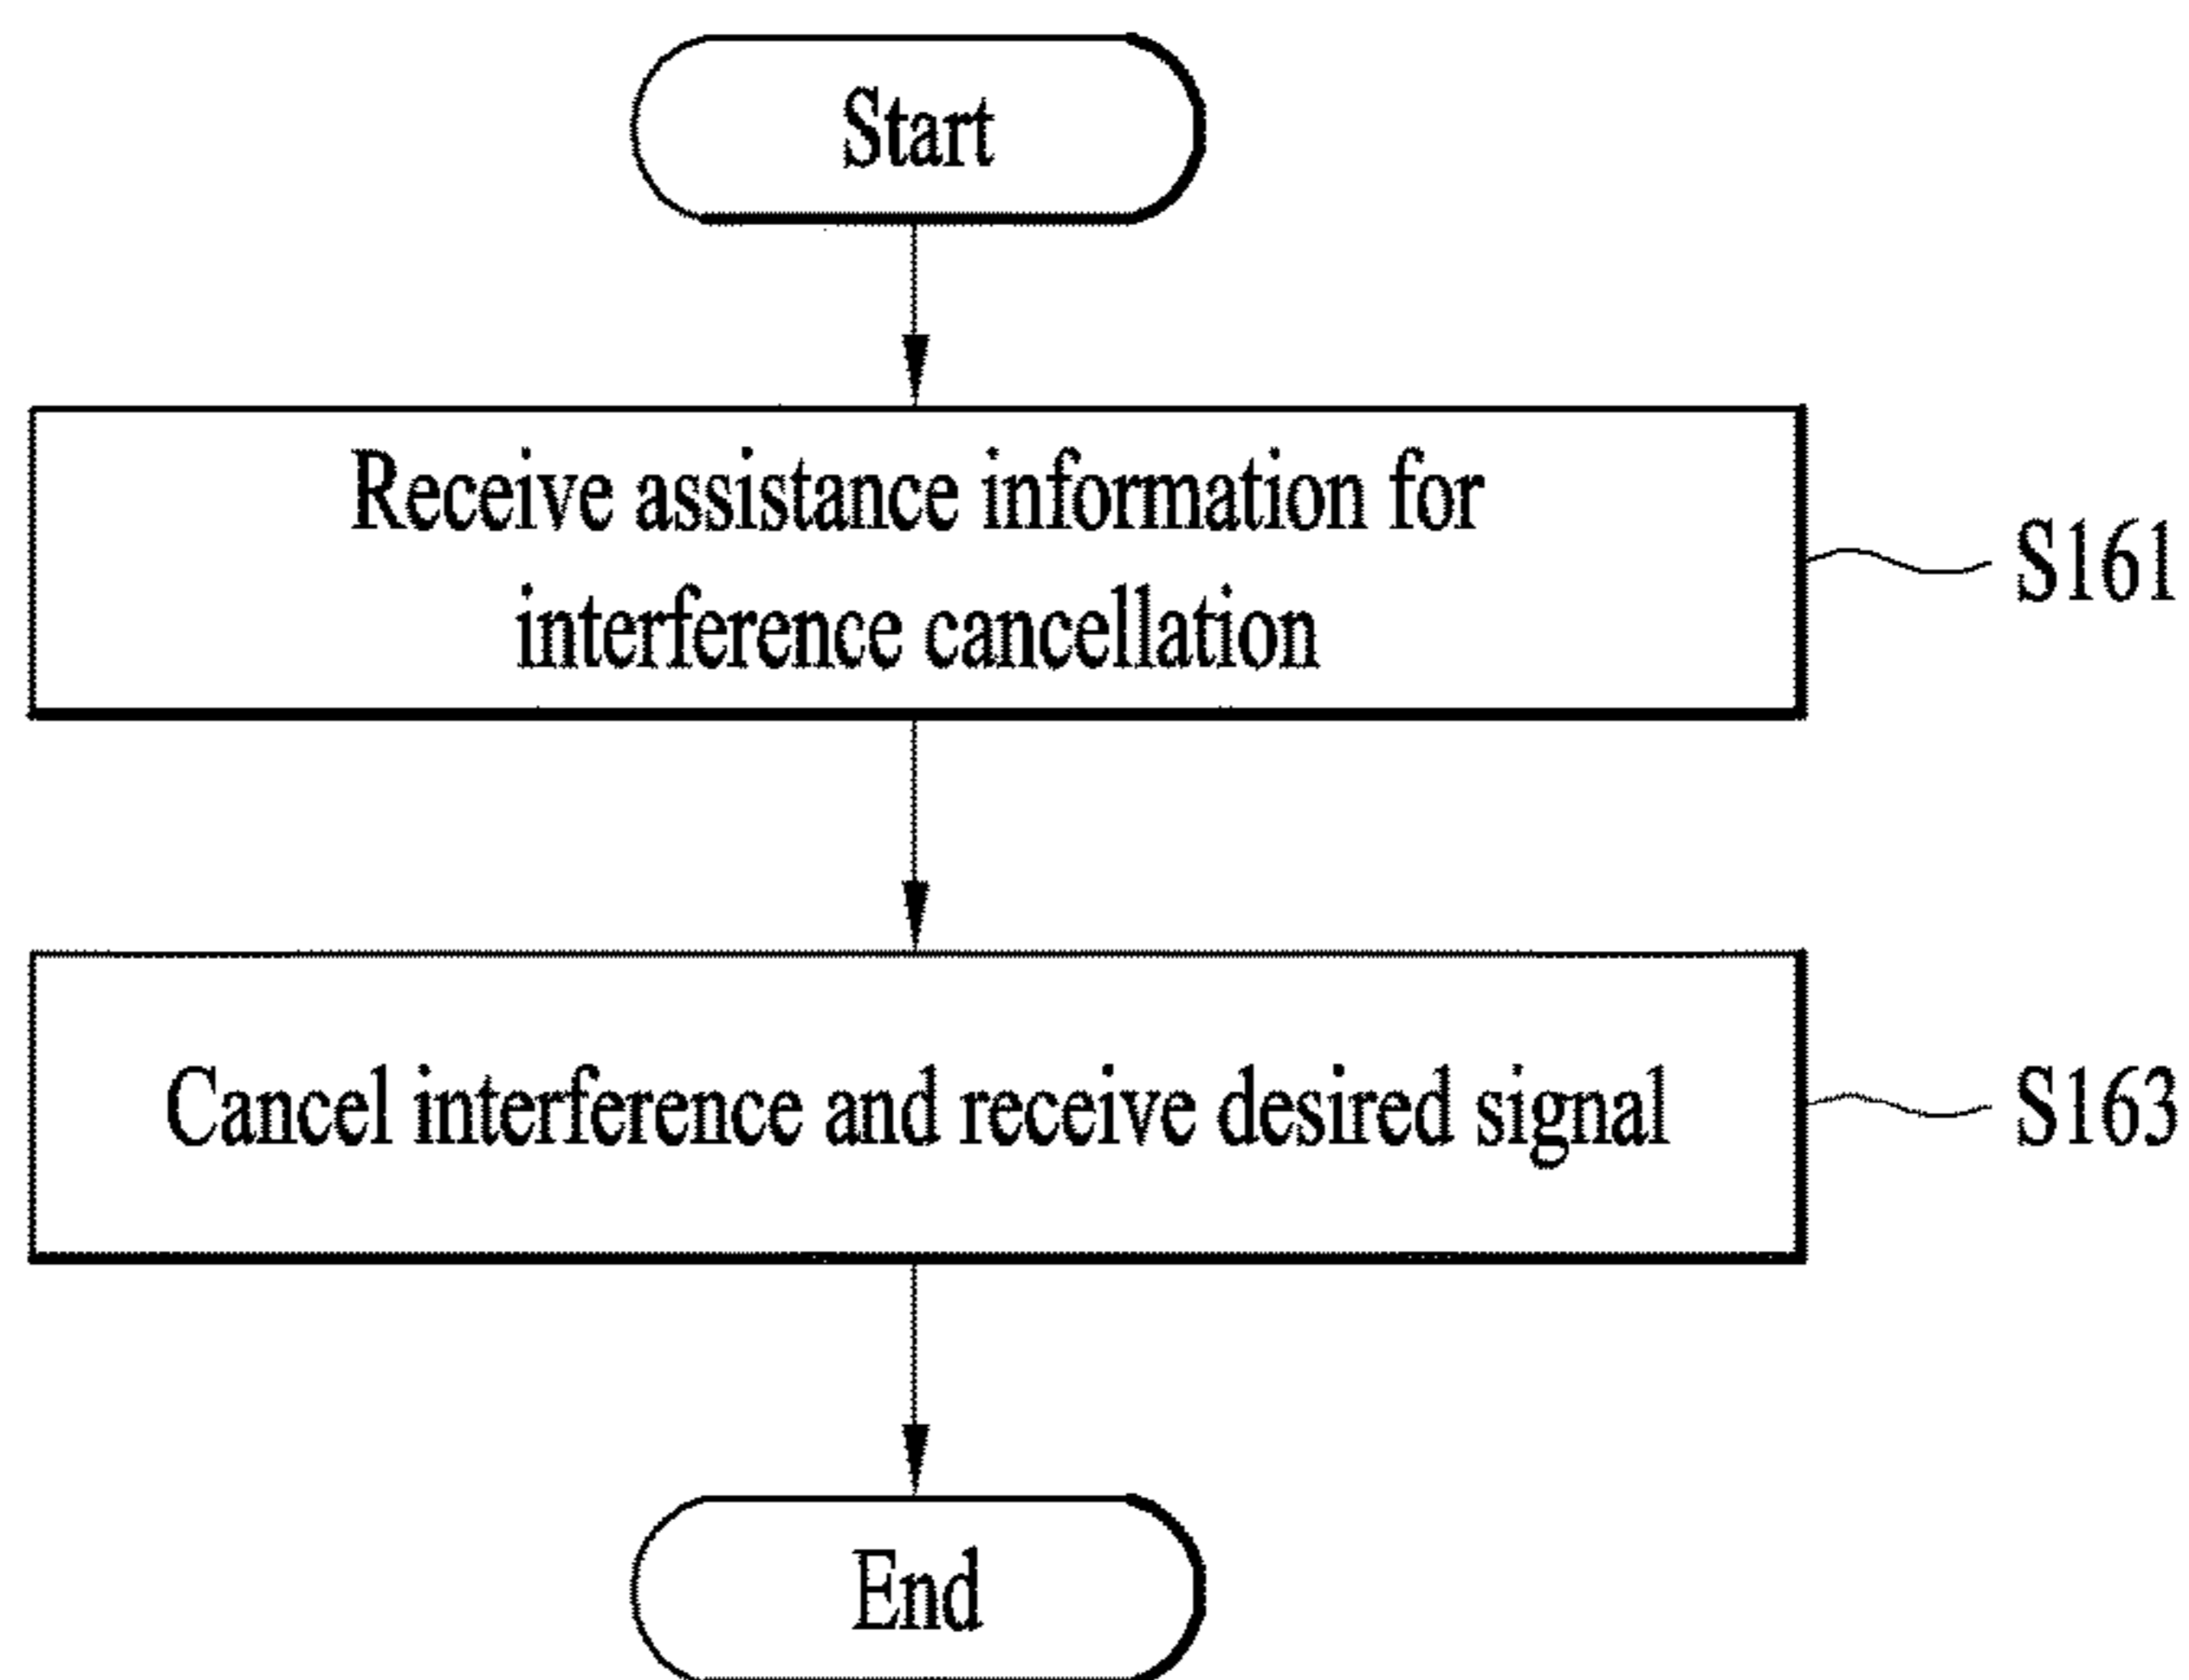 Start
Receive assistance information for
interference cancellation
S161
Cancel interference and receive desired signal
S163
End